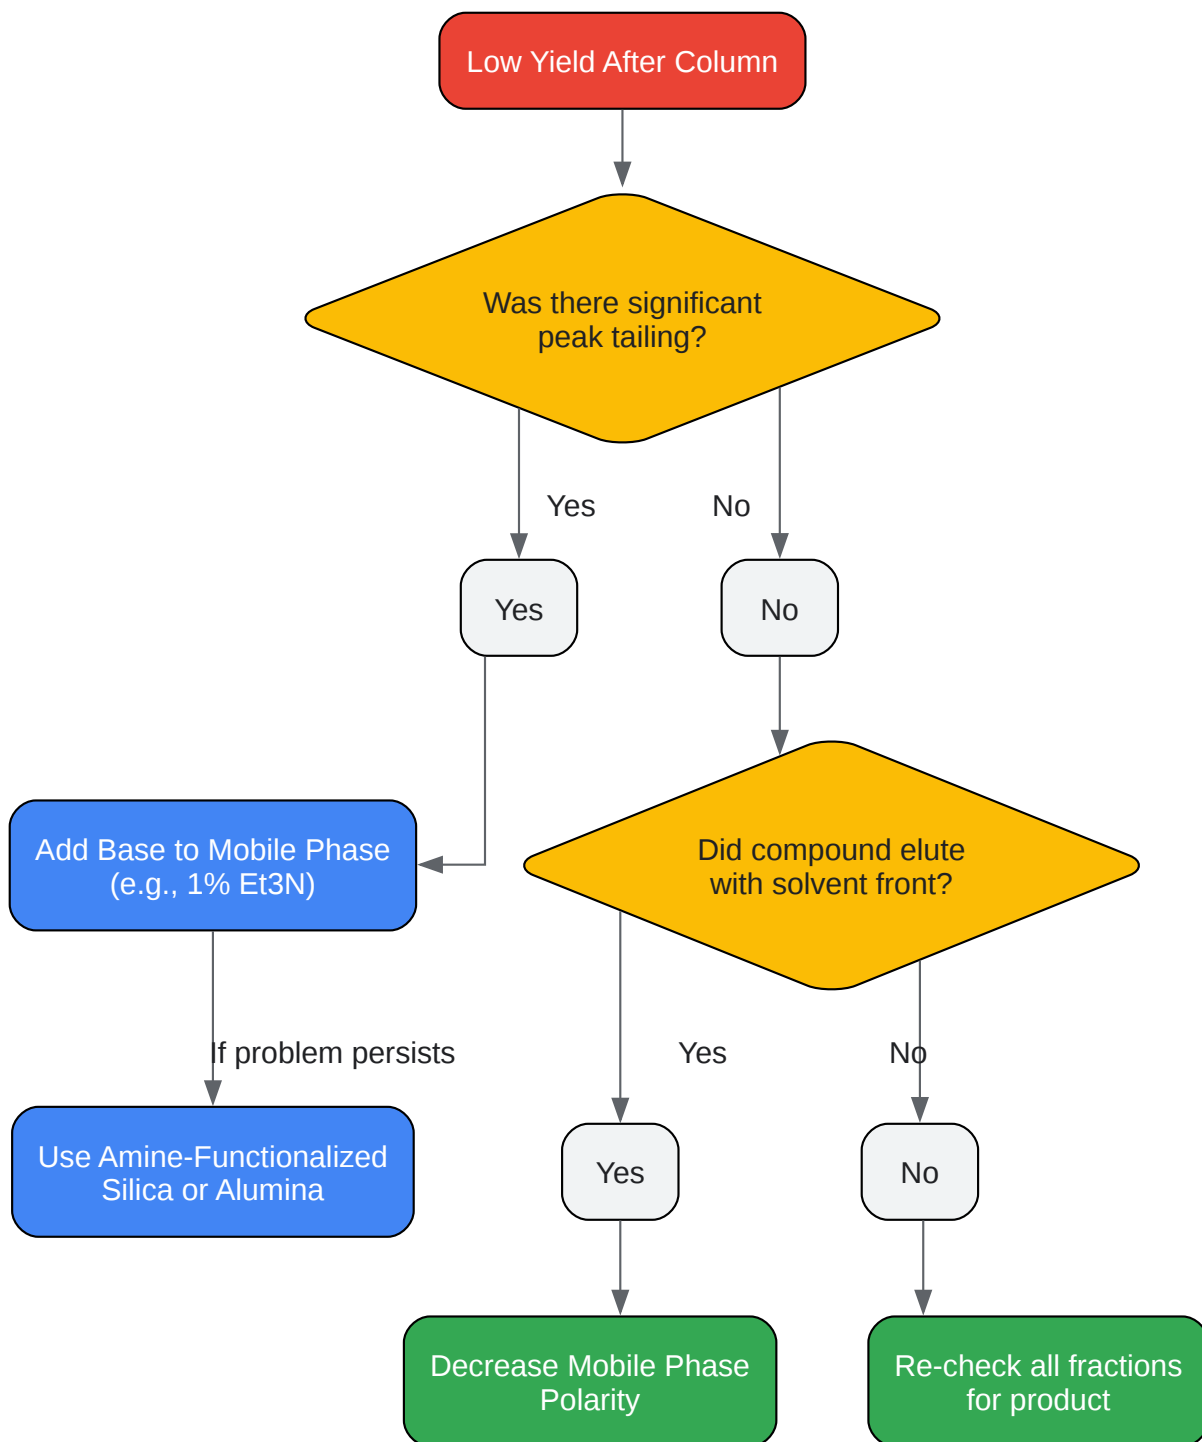 Low Yield After Column
Was there significant
peak tailing?
Yes
No
Yes
No
Add Base to Mobile Phase
(e.g., 1% Et3N)
Did compound elute
with solvent front?
If problem persists
Yes
No
Use Amine-Functionalized
Silica or Alumina
Yes
No
Decrease Mobile Phase
Polarity
Re-check all fractions
for product